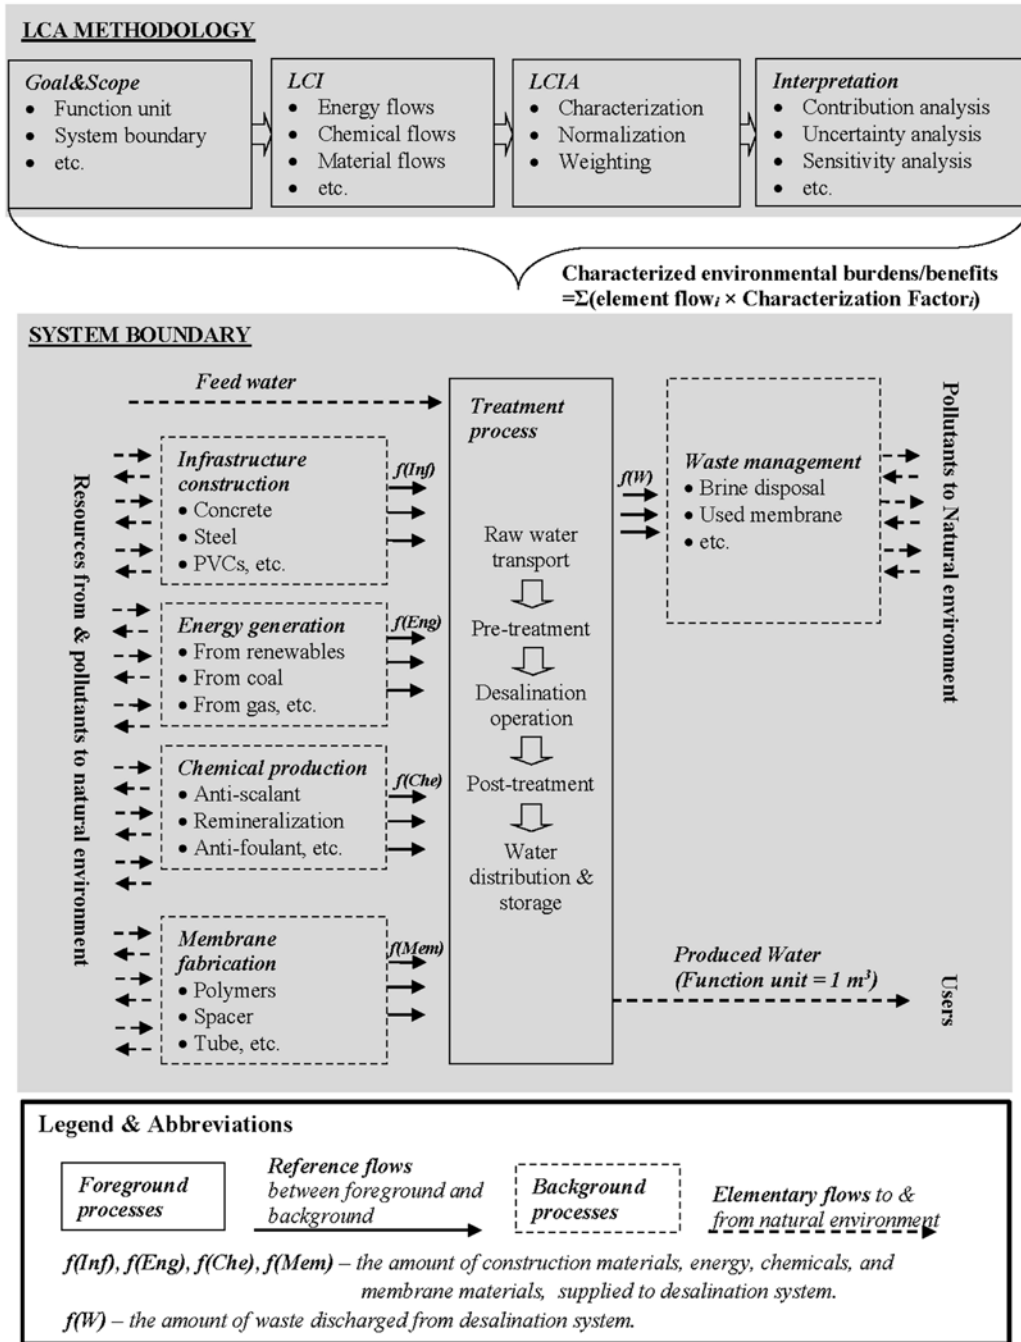 LCA METHODOLOGY
Goal&Scope
• Function unit
• System boundary
• etc.
LCI
• Energy flows
• Chemical flows
• Material flows
• etc.
LCIA
• Characterization
• Normalization
• Weighting
Interpretation
• Contribution analysis
• Uncertainty analysis
• Sensitivity analysis
• etc.
Characterized environmental burdens/benefits
=Σ(element flowᵢ × Characterization Factorᵢ)
SYSTEM BOUNDARY
Resources from & pollutants to natural environment
Feed water
Infrastructure
construction
• Concrete
• Steel
• PVCs, etc.
f(Inf)
Energy generation
• From renewables
• From coal
• From gas, etc.
f(Eng)
Chemical production
• Anti-scalant
• Remineralization
• Anti-foulant, etc.
f(Che)
Membrane
fabrication
• Polymers
• Spacer
• Tube, etc.
f(Mem)
Treatment
process
Raw water
transport
Pre-treatment
Desalination
operation
Post-treatment
Water
distribution &
storage
f(W)
Waste management
• Brine disposal
• Used membrane
• etc.
Pollutants to Natural environment
Produced Water
(Function unit = 1 m³)
Users
Legend & Abbreviations
Foreground
processes
Reference flows
between foreground and
background
Background
processes
Elementary flows to &
from natural environment
f(Inf), f(Eng), f(Che), f(Mem) – the amount of construction materials, energy, chemicals, and
membrane materials, supplied to desalination system.
f(W) – the amount of waste discharged from desalination system.